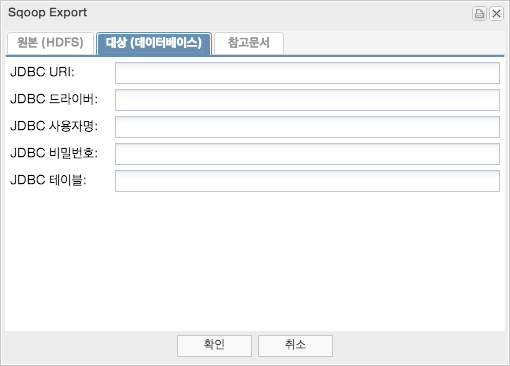 Sqoop Export
원본 (HDFS) 대상 (데이터베이스) 참고문서
JDBC URI:
JDBC 드라이버:
JDBC 사용자명:
JDBC 비밀번호:
JDBC 테이블:
확인 취소